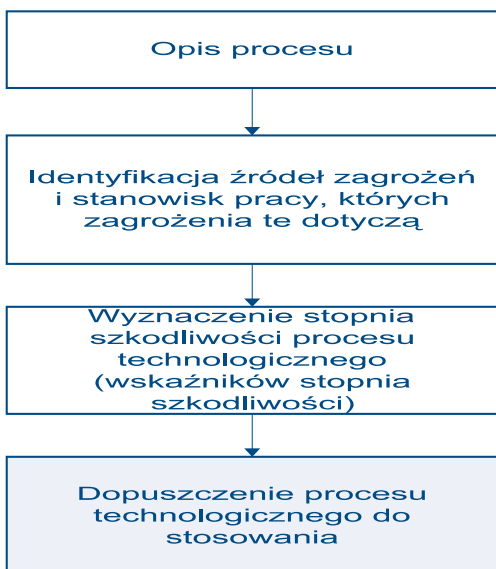 Opis procesu
Identyfikacja źródeł zagrożeń
i stanowisk pracy, których
zagrożenia te dotyczą
Wyznaczenie stopnia
szkodliwości procesu
technologicznego
(wskaźników stopnia
szkodliwości)
Dopuszczenie procesu
technologicznego do
stosowania